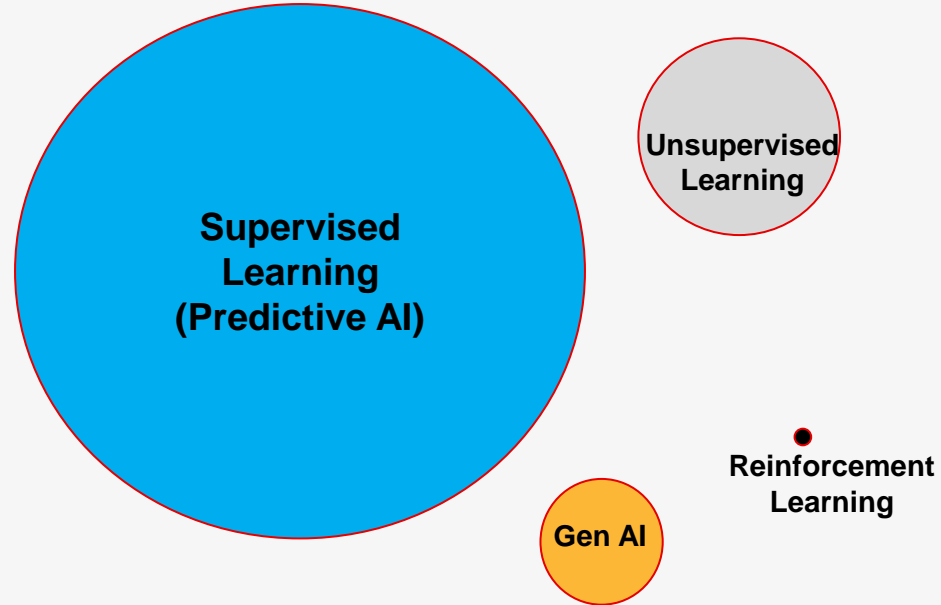 Supervised
Learning
(Predictive AI)
Unsupervised
Learning
Reinforcement
Learning
Gen AI